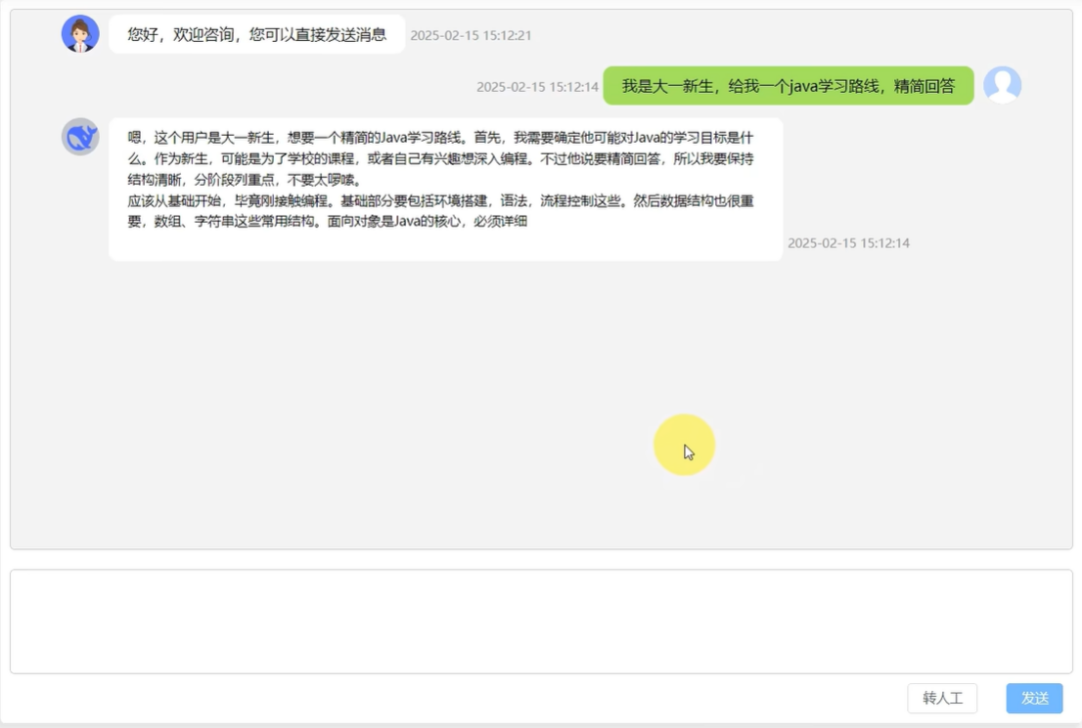 您好，欢迎咨询，您可以直接发送消息 2025-02-15 15:12:21
2025-02-15 15:12:14 我是大一新生，给我一个java学习路线，精简回答
嗯，这个用户是大一新生，想要一个精简的Java学习路线。首先，我需要确定他可能对Java的学习目标是什
么。作为新生，可能是为了学校的课程，或者自己有兴趣想深入编程。不过他说要精简回答，所以我要保持
结构清晰，分阶段列重点，不要太啰嗦。
应该从基础开始，毕竟刚接触编程。基础部分要包括环境搭建，语法，流程控制这些。然后数据结构也很重
要，数组、字符串这些常用结构。面向对象是Java的核心，必须详细
2025-02-15 15:12:14
转人工
发送